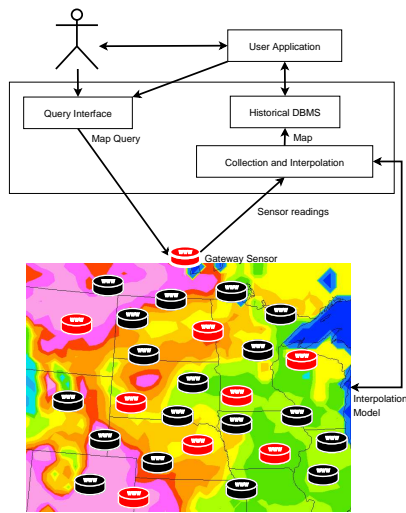 User Application
Query Interface
Historical DBMS
Map Query
Map
Collection and Interpolation
Sensor readings
Gateway Sensor
Interpolation
Model